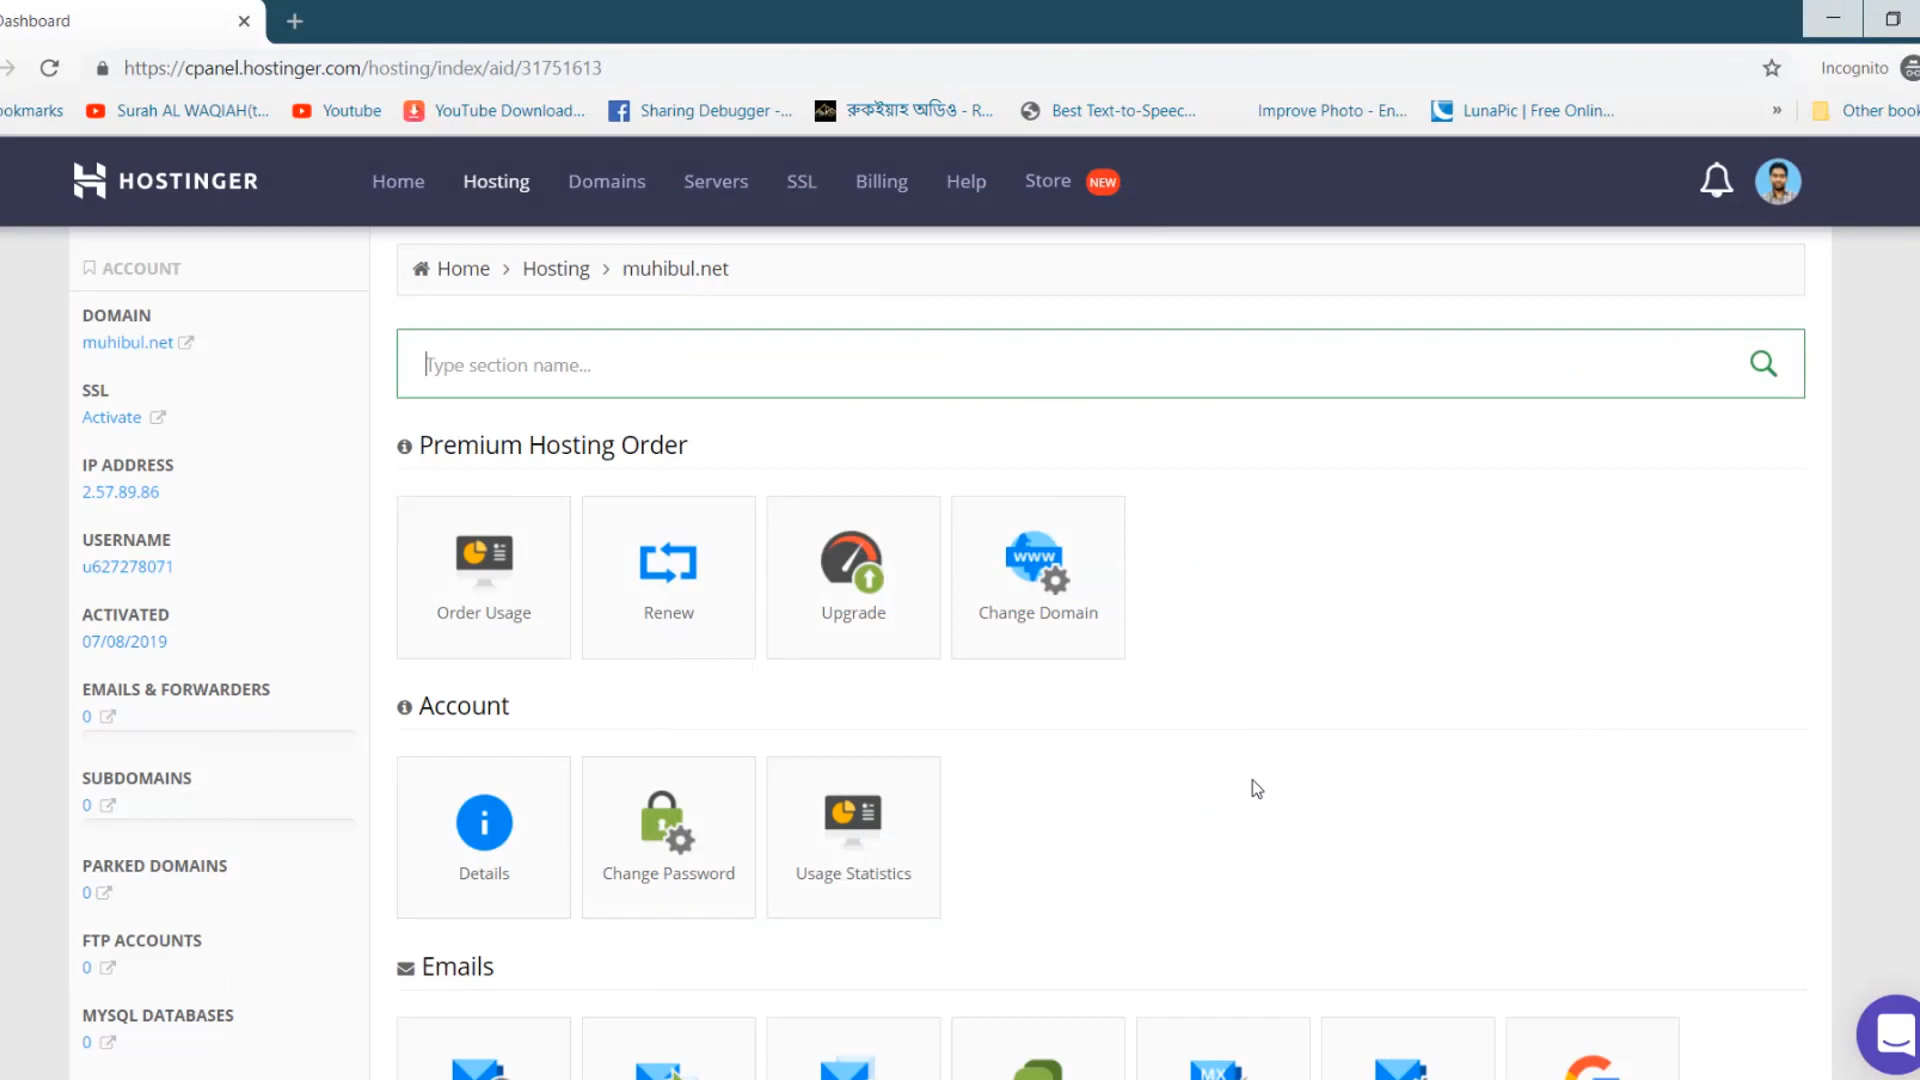 Dashboard
https://cpanel.hostinger.com/hosting/index/aid/31751613
Incognito
ookmarks
Surah AL WAQIAH(t...
Youtube
YouTube Download...
Sharing Debugger -...
রুকইয়াহ অডিও - R...
Best Text-to-Speec...
Improve Photo - En...
LunaPic | Free Onlin...
»
Other book
HOSTINGER
Home
Hosting
Domains
Servers
SSL
Billing
Help
Store NEW
ACCOUNT
DOMAIN
muhibul.net
SSL
Activate
IP ADDRESS
2.57.89.86
USERNAME
u627278071
ACTIVATED
07/08/2019
EMAILS & FORWARDERS
0
SUBDOMAINS
0
PARKED DOMAINS
0
FTP ACCOUNTS
0
MYSQL DATABASES
0
Home > Hosting > muhibul.net
Type section name...
Premium Hosting Order
www
Order Usage
Renew
Upgrade
Change Domain
Account
Details
Change Password
Usage Statistics
Emails
MX